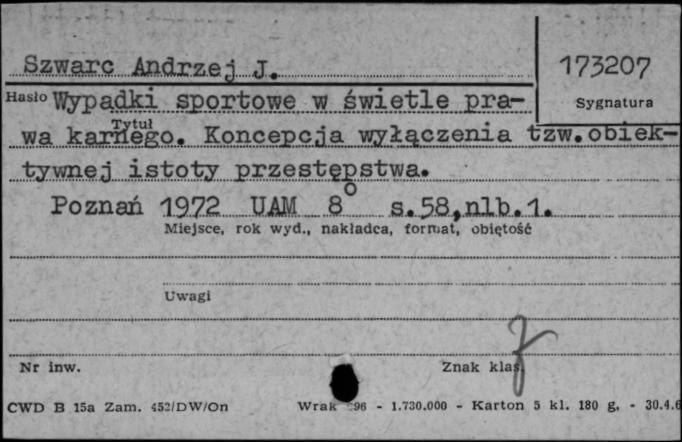 Szwarc Andrzej J.
173207
Hasło Wypadki sportowe w świetle pra-
Sygnatura
Tytuł
wa karnego. Koncepcja wyłączenia tzw.obiek-
tywnej istoty przestępstwa.
Poznań 1972 UAM 8o s.58,nlb.1.
Miejsce, rok wyd., nakładca, format, objętość
Uwagi
Nr inw.
Znak klas.
CWD B 15a Zam. 452/DW/On Wrak 96 - 1.730.000 - Karton 5 kl. 180 g. - 30.4.6